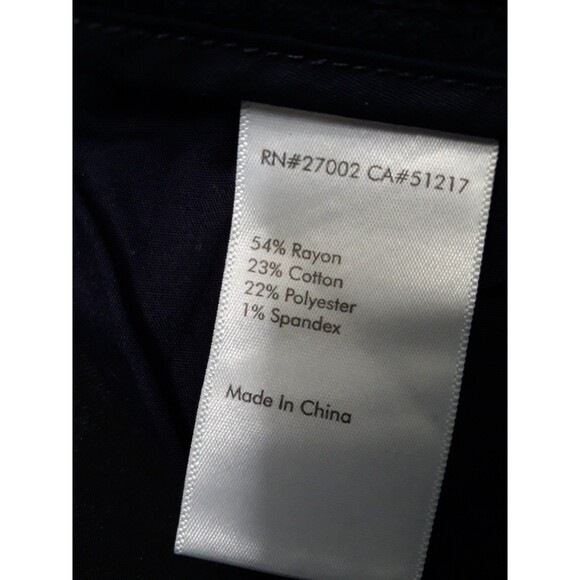 RN#27002 CA#51217
54% Rayon
23% Cotton
22% Polyester
1% Spandex
Made In China